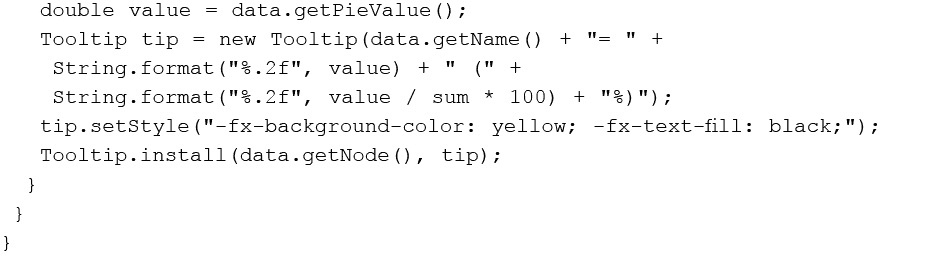 double value = data.getPieValue();
Tooltip tip = new Tooltip(data.getName() + "= " +
String.format("%.2f", value) + " (" +
String.format("%.2f", value / sum * 100) + "%)");
tip.setStyle("-fx-background-color: yellow; -fx-text-fill: black;");
Tooltip.install(data.getNode(), tip);
}
}
}